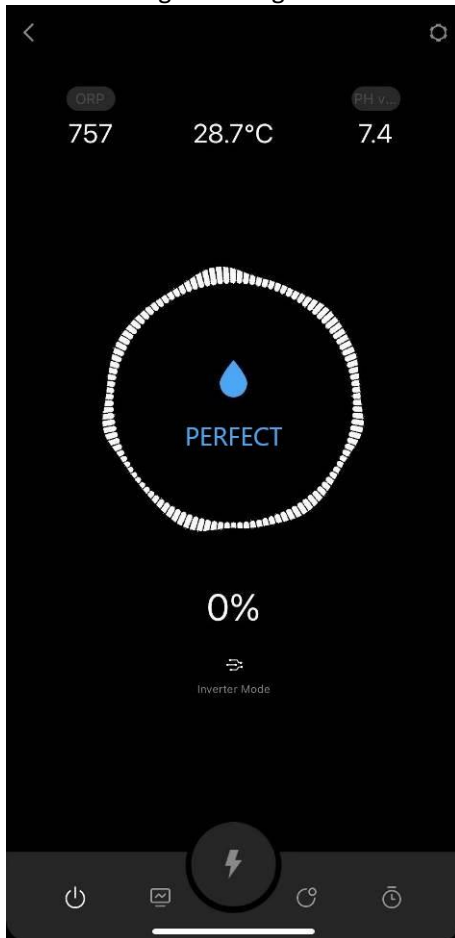 ORP
PH v...
757
28.7°C
7.4
PERFECT
0%
Inverter Mode